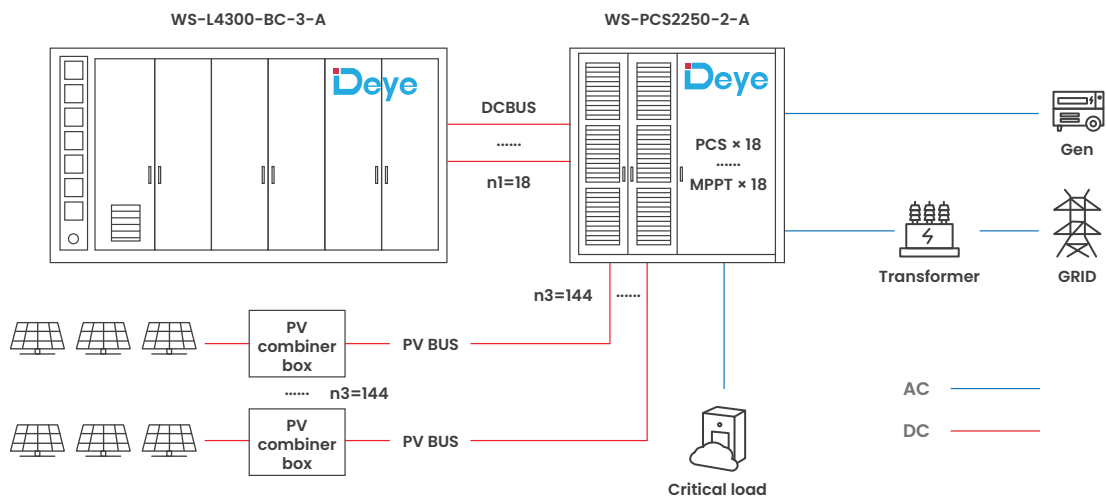 WS-L4300-BC-3-A
WS-PCS2250-2-A
Deye
Deye
DCBUS
......
n1=18
PCS × 18
......
MPPT × 18
Gen
Transformer
GRID
n3=144 ......
PV
combiner
box
PV BUS
...... n3=144
PV
combiner
box
PV BUS
AC
DC
Critical load